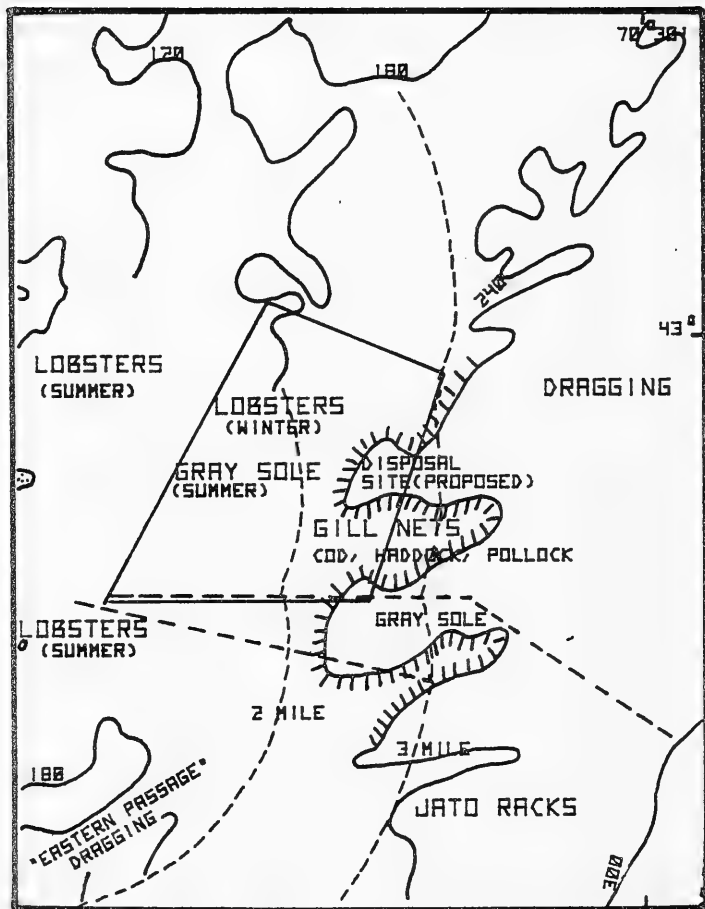 70° 30'
120
180
240
43°
LOBSTERS
(SUMMER)
DRAGGING
LOBSTERS
(WINTER)
DISPOSAL
SITE(PROPOSED)
GRAY SOLE
(SUMMER)
GILL NETS
COD, HADDOCK, POLLOCK
GRAY SOLE
LOBSTERS
(SUMMER)
2 MILE
3 MILE
180
"EASTERN PASSAGE"
DRAGGING
JATO RACKS
300